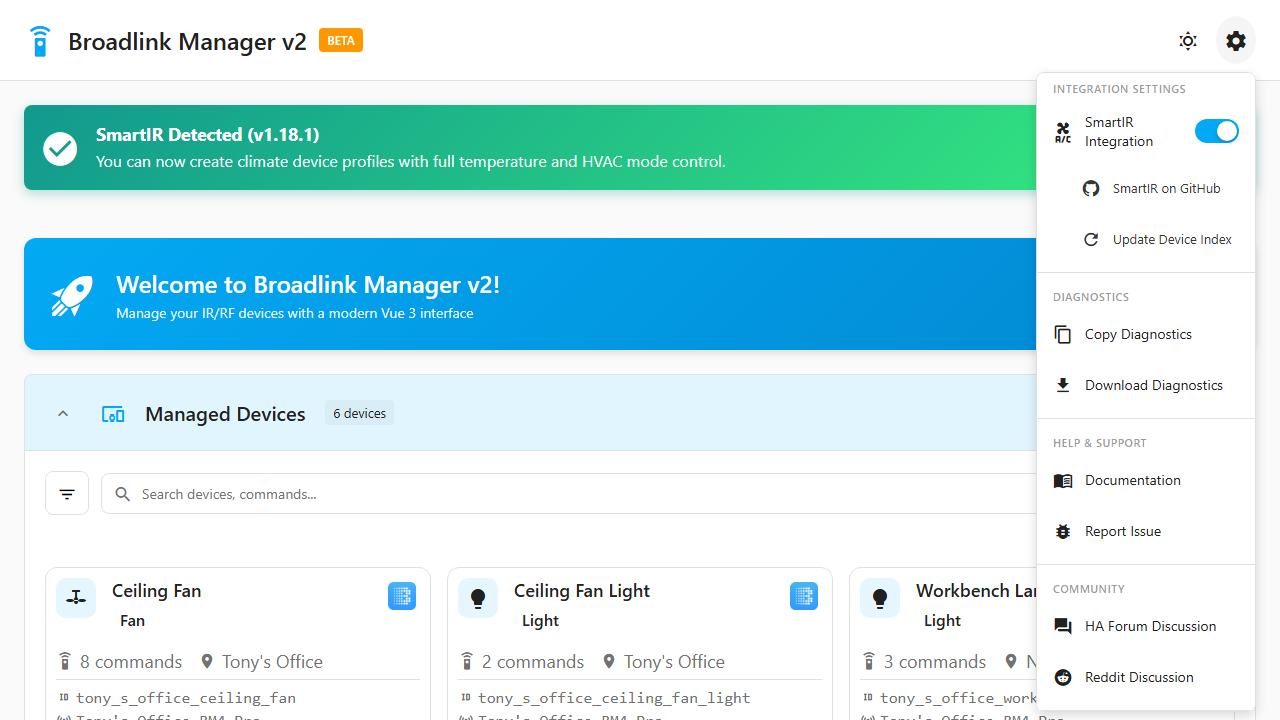 Broadlink Manager v2
BETA
SmartIR Detected (v1.18.1)
You can now create climate device profiles with full temperature and HVAC mode control.
Welcome to Broadlink Manager v2!
Manage your IR/RF devices with a modern Vue 3 interface
Managed Devices
6 devices
Search devices, commands...
Ceiling Fan
Fan
8 commands
Tony's Office
ID
tony_s_office_ceiling_fan
Tony's Office RM4 Pro
Ceiling Fan Light
Light
2 commands
Tony's Office
ID
tony_s_office_ceiling_fan_light
Tony's Office RM4 Pro
Workbench
Light
3 commands
ID
tony_s_office_work
Tony's Office RM4 Pro
INTEGRATION SETTINGS
A/C
SmartIR
Integration
SmartIR on GitHub
Update Device Index
DIAGNOSTICS
Copy Diagnostics
Download Diagnostics
HELP & SUPPORT
Documentation
Report Issue
COMMUNITY
HA Forum Discussion
Reddit Discussion